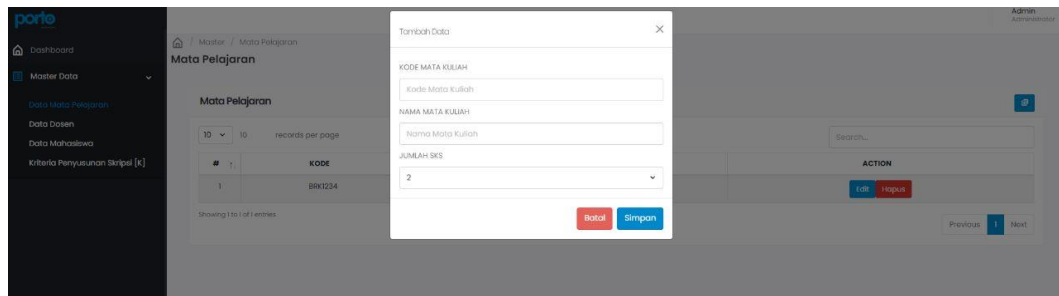 porto
Admin
Administrator
Dashboard
Master Data
Data Mata Pelajaran
Data Dosen
Data Mahasiswa
Kriteria Penyusunan Skripsi [K]
/ Master / Mata Pelajaran
Mata Pelajaran
Mata Pelajaran
10 10 records per page
Search...
# KODE ACTION
1 BRK1234 Edit Hapus
Showing 1 to 1 of 1 entries
Previous 1 Next
Tambah Data
KODE MATA KULIAH
Kode Mata Kuliah
NAMA MATA KULIAH
Nama Mata Kuliah
JUMLAH SKS
2
Batal Simpan